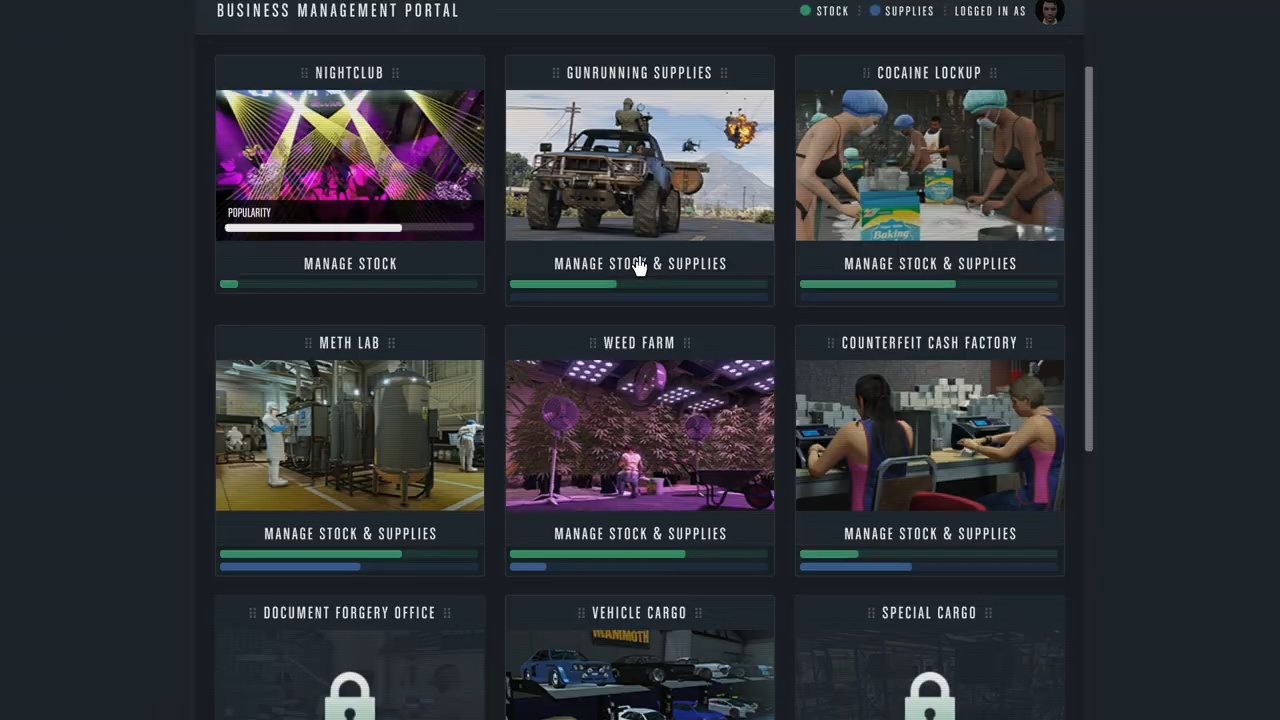 BUSINESS MANAGEMENT PORTAL
STOCK
SUPPLIES
LOGGED IN AS
NIGHTCLUB
GUNRUNNING SUPPLIES
COCAINE LOCKUP
POPULARITY
Baking
MANAGE STOCK
MANAGE STOCK & SUPPLIES
MANAGE STOCK & SUPPLIES
METH LAB
WEED FARM
COUNTERFEIT CASH FACTORY
MANAGE STOCK & SUPPLIES
MANAGE STOCK & SUPPLIES
MANAGE STOCK & SUPPLIES
DOCUMENT FORGERY OFFICE
VEHICLE CARGO
SPECIAL CARGO
MAMMOTH